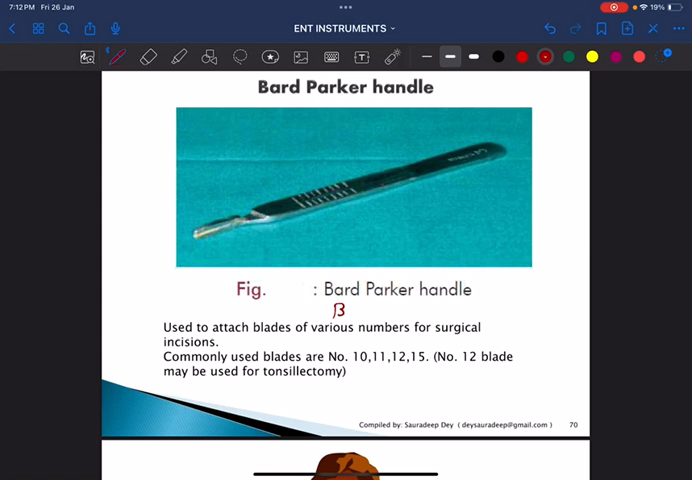 7:12 PM Fri 26 Jan
19%
ENT INSTRUMENTS
Bard Parker handle
Fig. : Bard Parker handle
B
Used to attach blades of various numbers for surgical
incisions.
Commonly used blades are No. 10,11,12,15. (No. 12 blade
may be used for tonsillectomy)
Compiled by: Sauradeep Dey ( deysauradeep@gmail.com ) 70